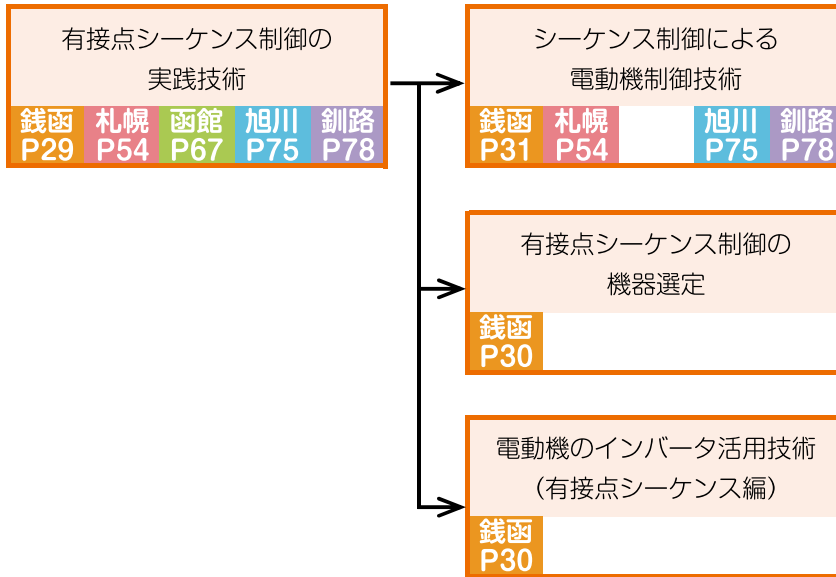 有接点シーケンス制御の
実践技術
銭函 札幌 函館 旭川 釧路
P29 P54 P67 P75 P78
シーケンス制御による
電動機制御技術
銭函 札幌 旭川 釧路
P31 P54 P75 P78
有接点シーケンス制御の
機器選定
銭函
P30
電動機のインバータ活用技術
（有接点シーケンス編）
銭函
P30